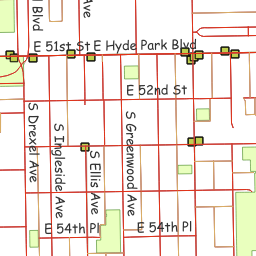 l Blvd
Ave
E 51st St
E Hyde Park Blvd
E 52nd St
S Drexel Ave
S Ingleside Ave
S Ellis Ave
S Greenwood Ave
E 54th Pl
E 54th Pl